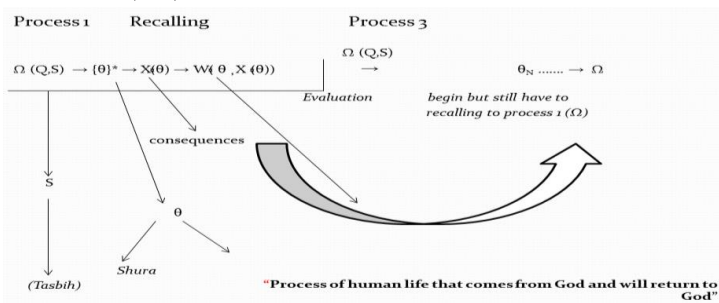 Process 1 Recalling Process 3
Ω (Q,S)
Ω (Q,S) → {θ}* → X(θ) → W( θ ,X (θ)) → θN ....... → Ω
Evaluation begin but still have to
recalling to process 1 (Ω)
consequences
S
θ
Shura
(Tasbih)
“Process of human life that comes from God and will return to
God”